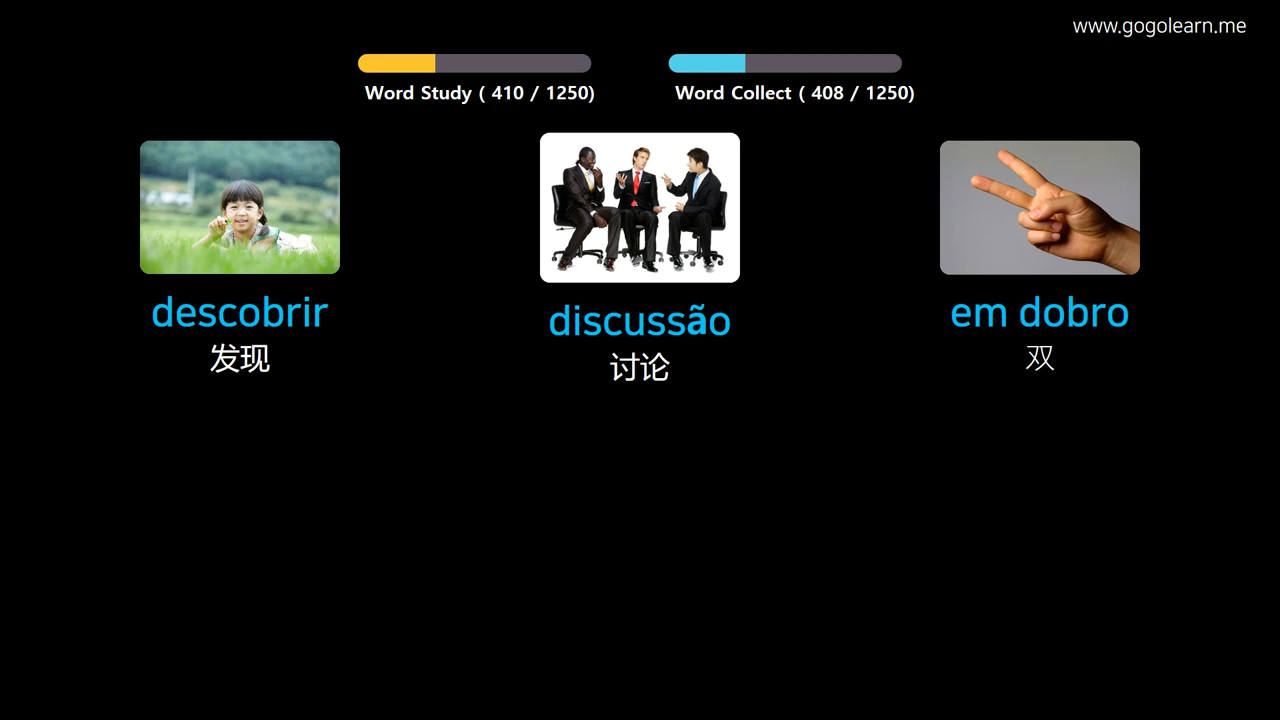 www.gogolearn.me
Word Study ( 410 / 1250)
Word Collect ( 408 / 1250)
descobrir
发现
discussão
讨论
em dobro
双